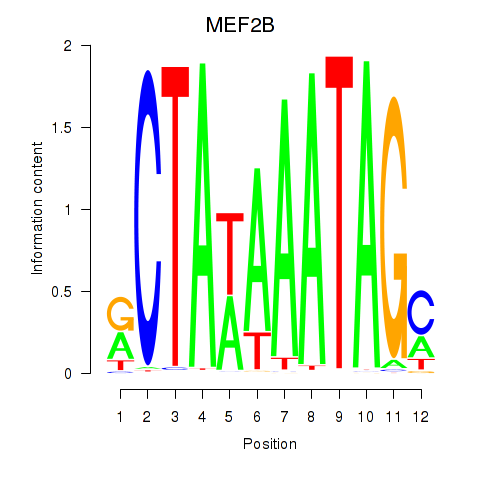 MEF2B
Information content
2
1.5
1
0.5
0
G A T
C
T
A
T A
A T
A T
A T
T
A
G A
C A T
1 2 3 4 5 6 7 8 9 10 11 12
Position